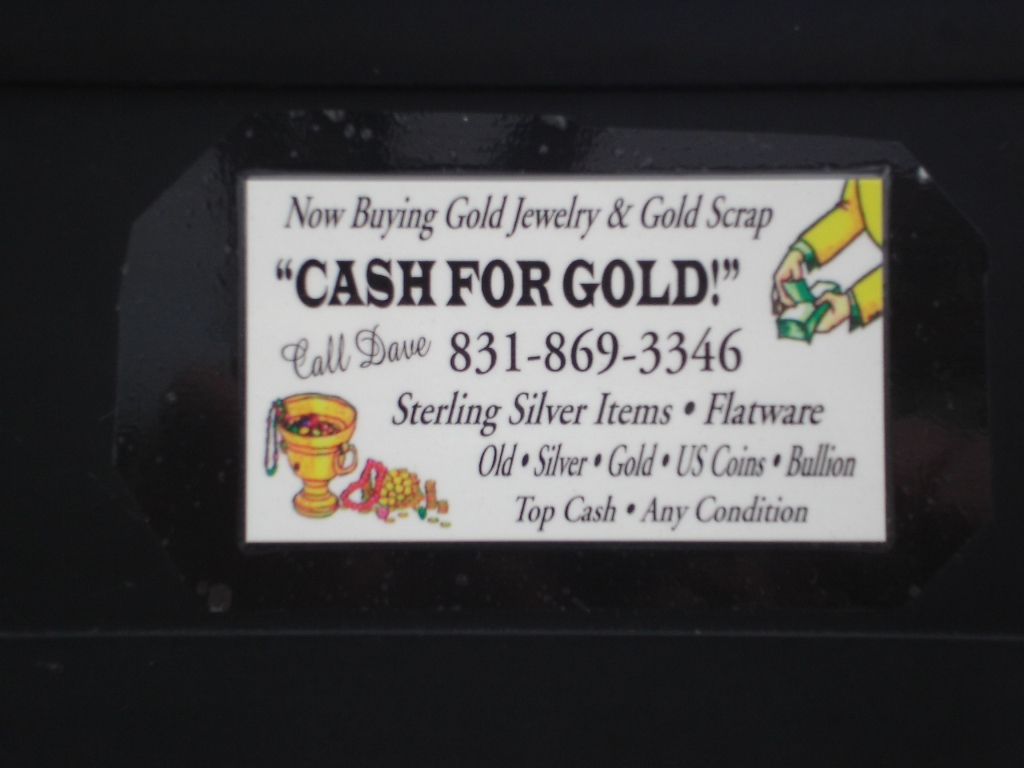 Now Buying Gold Jewelry & Gold Scrap
"CASH FOR GOLD!"
Call Dave 831-869-3346
Sterling Silver Items • Flatware
Old • Silver • Gold • US Coins • Bullion
Top Cash • Any Condition